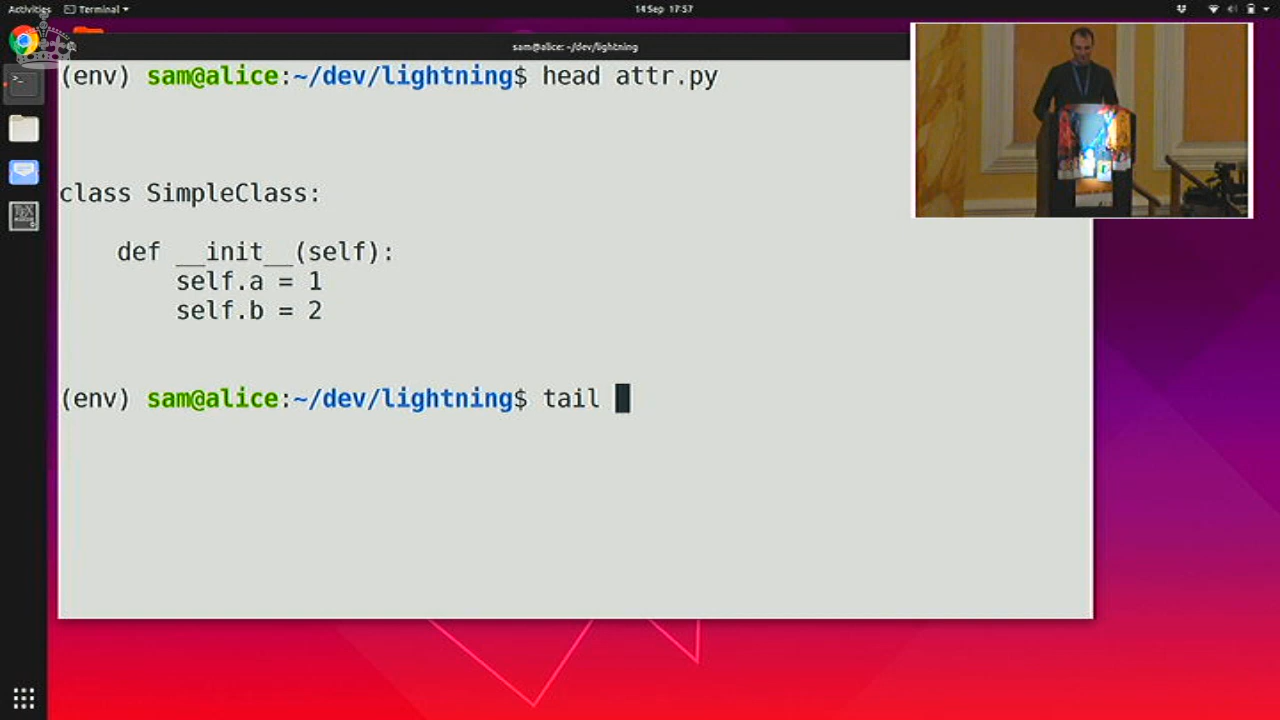 Activities
Terminal
14 Sep 17:57
sam@alice: ~/dev/lightning
(env) sam@alice:~/dev/lightning$ head attr.py
class SimpleClass:
def __init__(self):
self.a = 1
self.b = 2
(env) sam@alice:~/dev/lightning$ tail